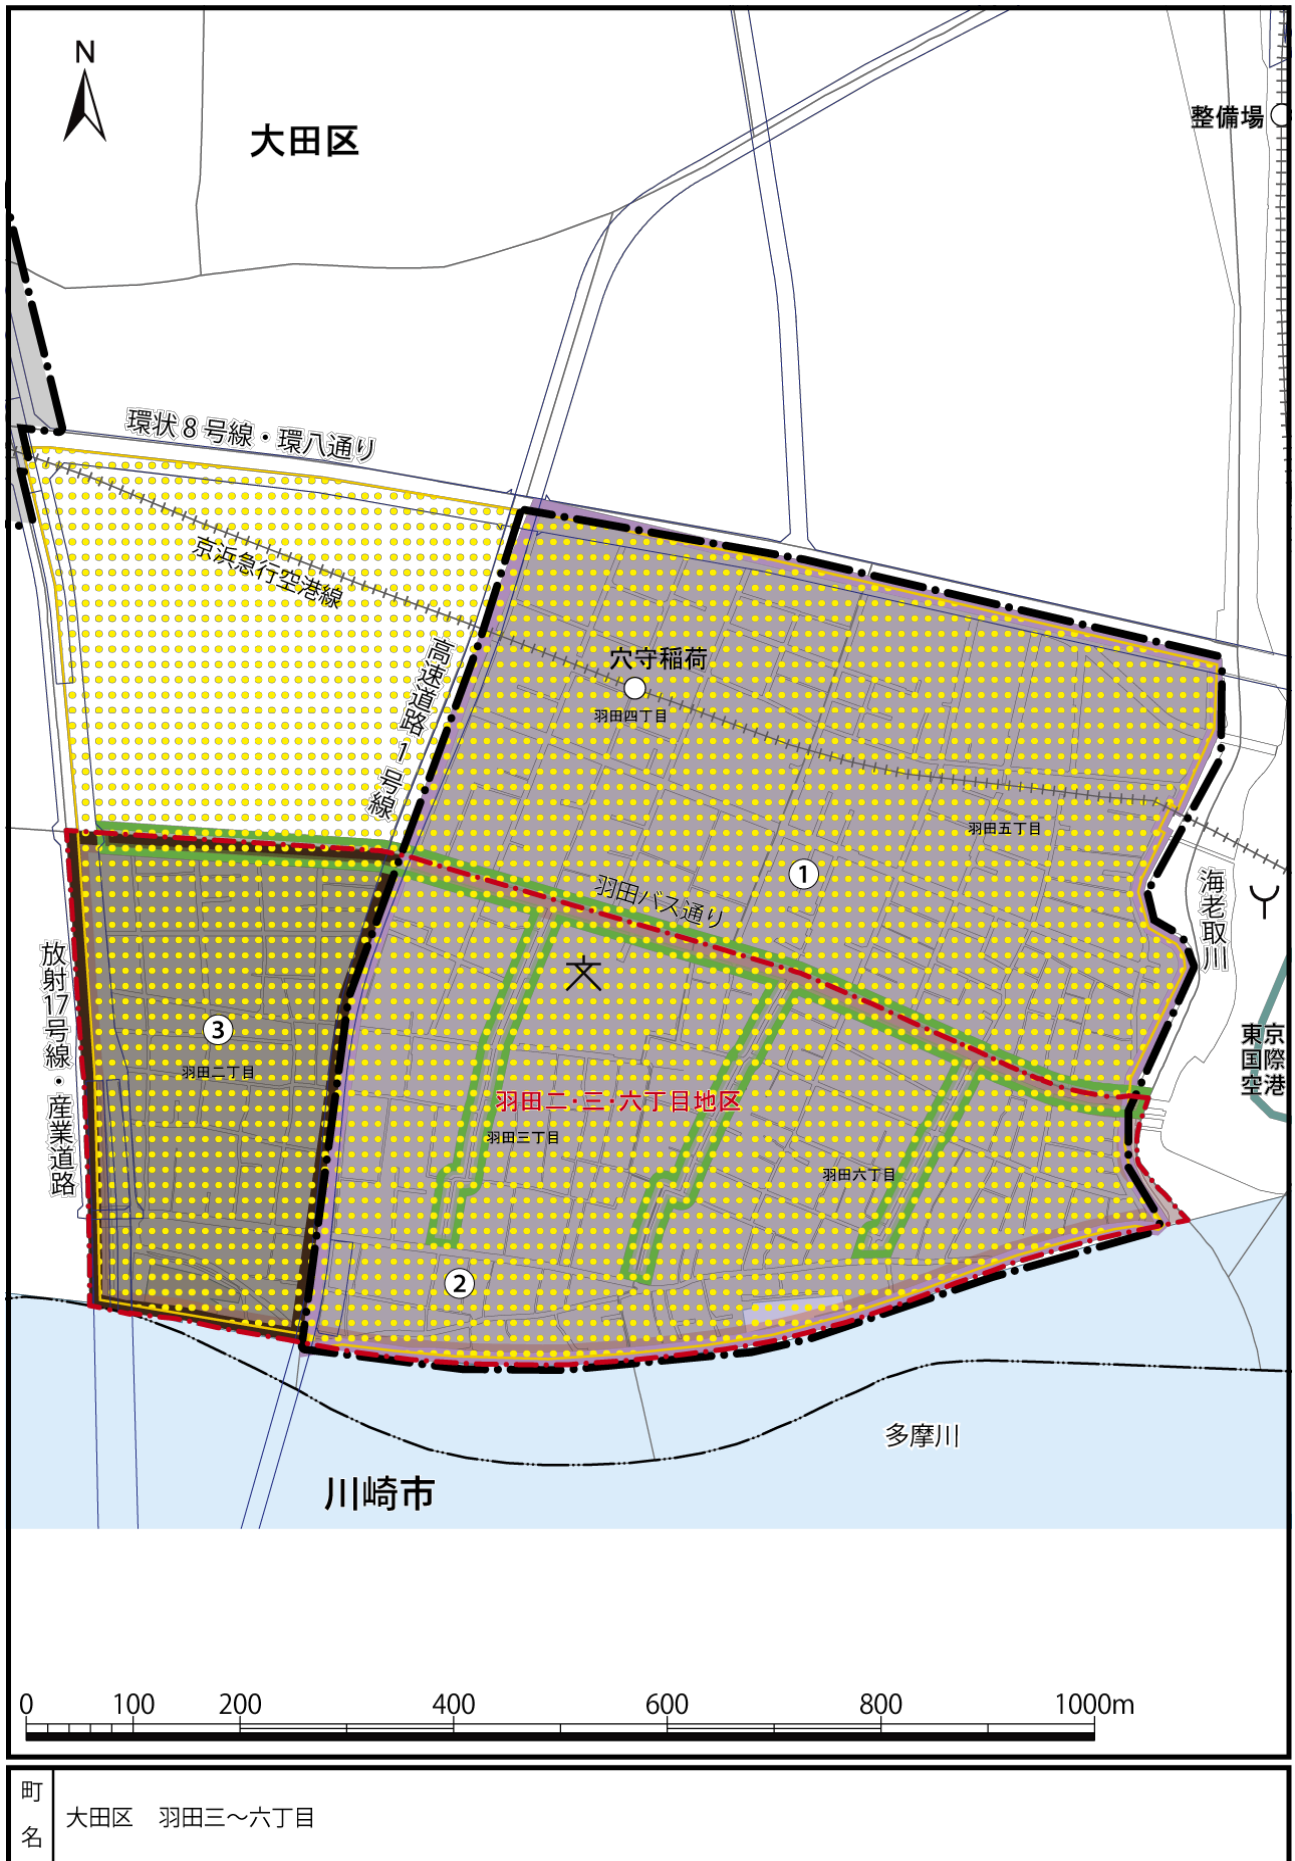 N
大田区
整備場
環状8号線・環八通り
京浜急行空港線
高速道路1号線
穴守稲荷
羽田四丁目
羽田五丁目
①
羽田バス通り
海老取川
文
放射17号線・産業道路
③
羽田二丁目
東京国際空港
羽田二・三・六丁目地区
羽田三丁目
羽田六丁目
②
多摩川
川崎市
0 100 200 400 600 800 1000m
町名
大田区 羽田三～六丁目